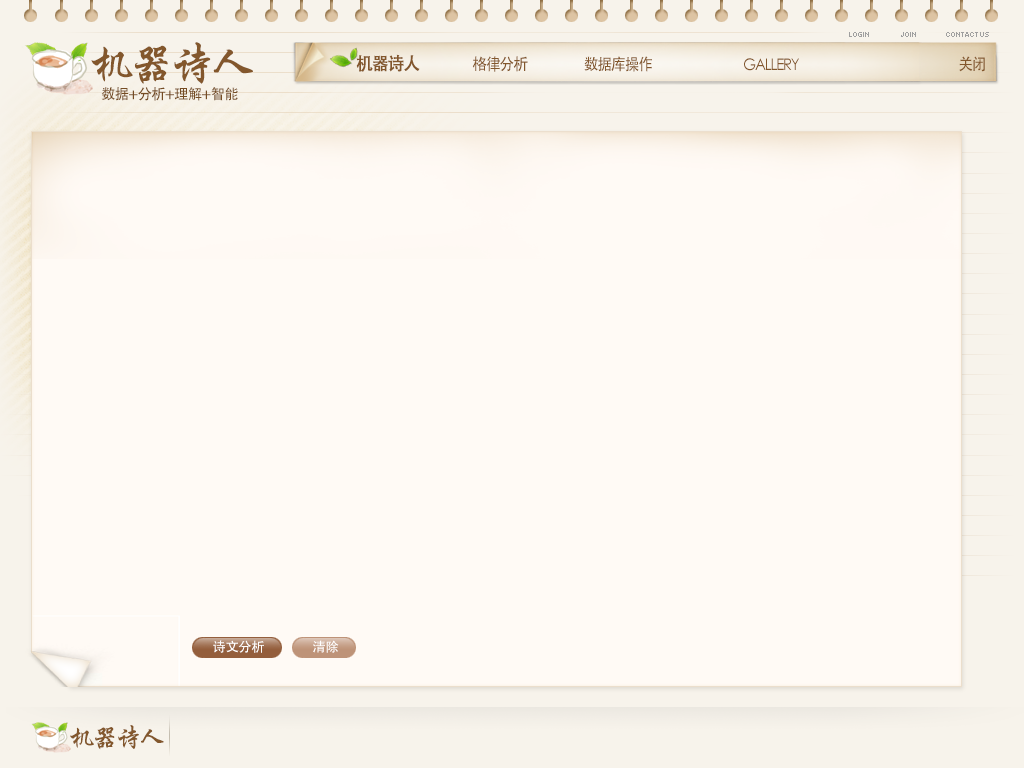 LOGIN JOIN CONTACT US
机器诗人
数据+分析+理解+智能
机器诗人 格律分析 数据库操作 GALLERY 关闭
诗文分析 清除
机器诗人